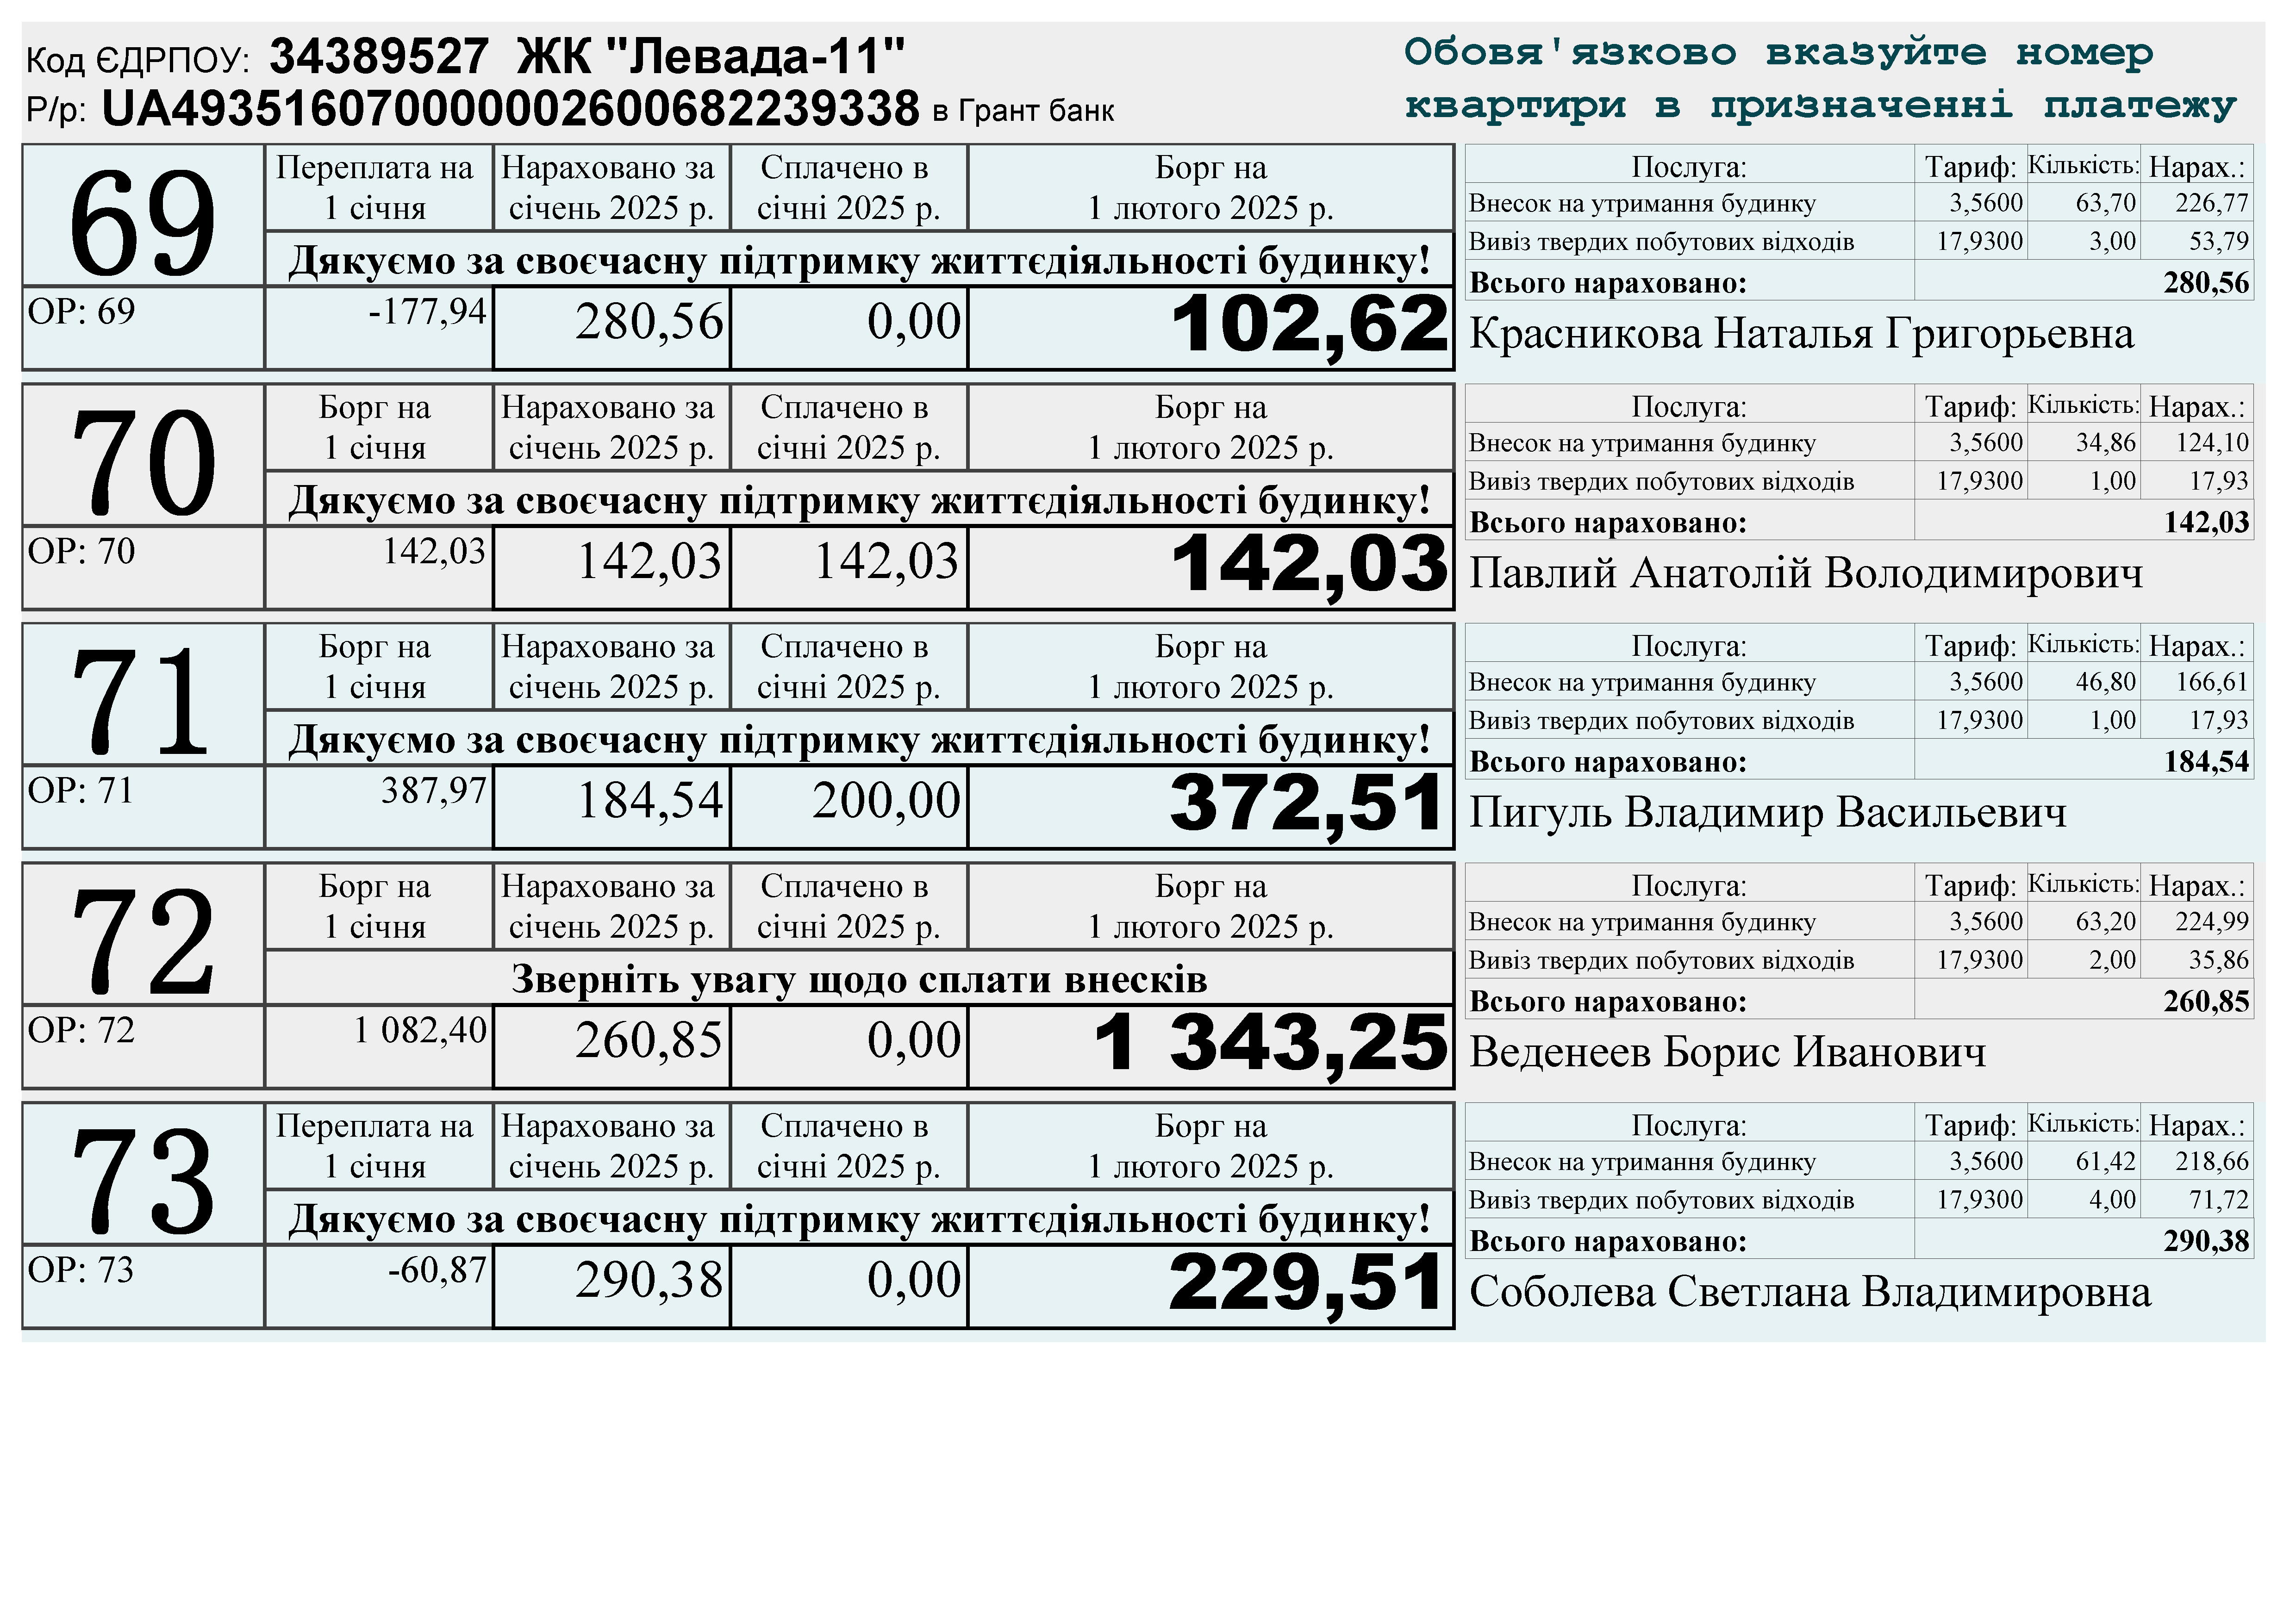 Код ЄДРПОУ: 34389527 ЖК "Левада-11"
Р/р: UA493516070000002600682239338 в Грант банк
Обовя'язково вказуйте номер
квартири в призначенні платежу
69
Переплата на 1 січня
Нараховано за січень 2025 р.
Сплачено в січні 2025 р.
Борг на 1 лютого 2025 р.
Дякуємо за своєчасну підтримку життєдіяльності будинку!
ОР: 69 -177,94 280,56 0,00 102,62
Послуга: Тариф: Кількість: Нарах.:
Внесок на утримання будинку 3,5600 63,70 226,77
Вивіз твердих побутових відходів 17,9300 3,00 53,79
Всього нараховано: 280,56
Красникова Наталья Григорьевна
70
Борг на 1 січня
Нараховано за січень 2025 р.
Сплачено в січні 2025 р.
Борг на 1 лютого 2025 р.
Дякуємо за своєчасну підтримку життєдіяльності будинку!
ОР: 70 142,03 142,03 142,03 142,03
Послуга: Тариф: Кількість: Нарах.:
Внесок на утримання будинку 3,5600 34,86 124,10
Вивіз твердих побутових відходів 17,9300 1,00 17,93
Всього нараховано: 142,03
Павлий Анатолій Володимирович
71
Борг на 1 січня
Нараховано за січень 2025 р.
Сплачено в січні 2025 р.
Борг на 1 лютого 2025 р.
Дякуємо за своєчасну підтримку життєдіяльності будинку!
ОР: 71 387,97 184,54 200,00 372,51
Послуга: Тариф: Кількість: Нарах.:
Внесок на утримання будинку 3,5600 46,80 166,61
Вивіз твердих побутових відходів 17,9300 1,00 17,93
Всього нараховано: 184,54
Пигуль Владимир Васильевич
72
Борг на 1 січня
Нараховано за січень 2025 р.
Сплачено в січні 2025 р.
Борг на 1 лютого 2025 р.
Зверніть увагу щодо сплати внесків
ОР: 72 1 082,40 260,85 0,00 1 343,25
Послуга: Тариф: Кількість: Нарах.:
Внесок на утримання будинку 3,5600 63,20 224,99
Вивіз твердих побутових відходів 17,9300 2,00 35,86
Всього нараховано: 260,85
Веденеев Борис Иванович
73
Переплата на 1 січня
Нараховано за січень 2025 р.
Сплачено в січні 2025 р.
Борг на 1 лютого 2025 р.
Дякуємо за своєчасну підтримку життєдіяльності будинку!
ОР: 73 -60,87 290,38 0,00 229,51
Послуга: Тариф: Кількість: Нарах.:
Внесок на утримання будинку 3,5600 61,42 218,66
Вивіз твердих побутових відходів 17,9300 4,00 71,72
Всього нараховано: 290,38
Соболева Светлана Владимировна